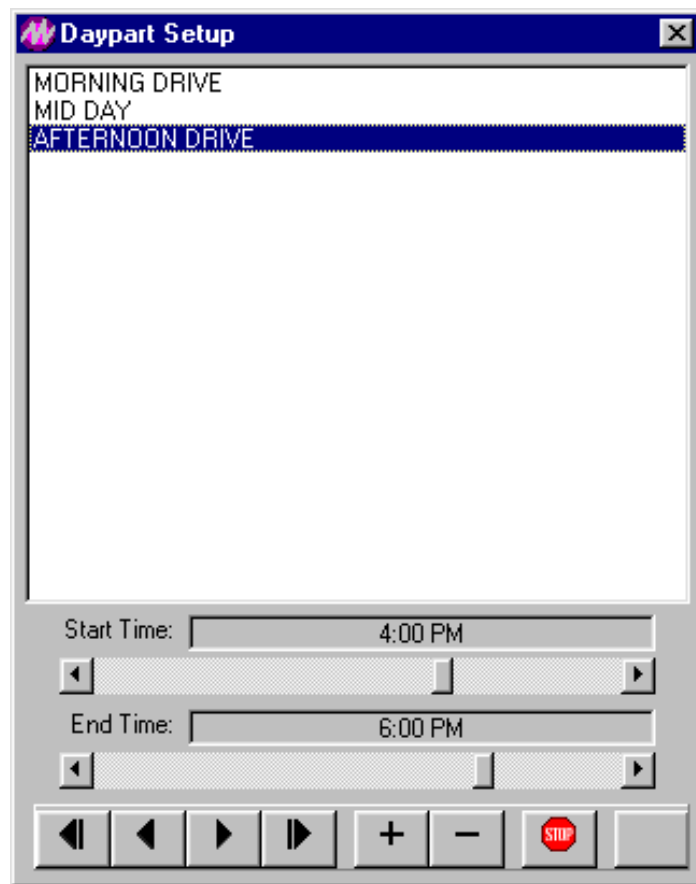 Daypart Setup
MORNING DRIVE
MID DAY
AFTERNOON DRIVE
Start Time: 4:00 PM
End Time: 6:00 PM
+ − STOP